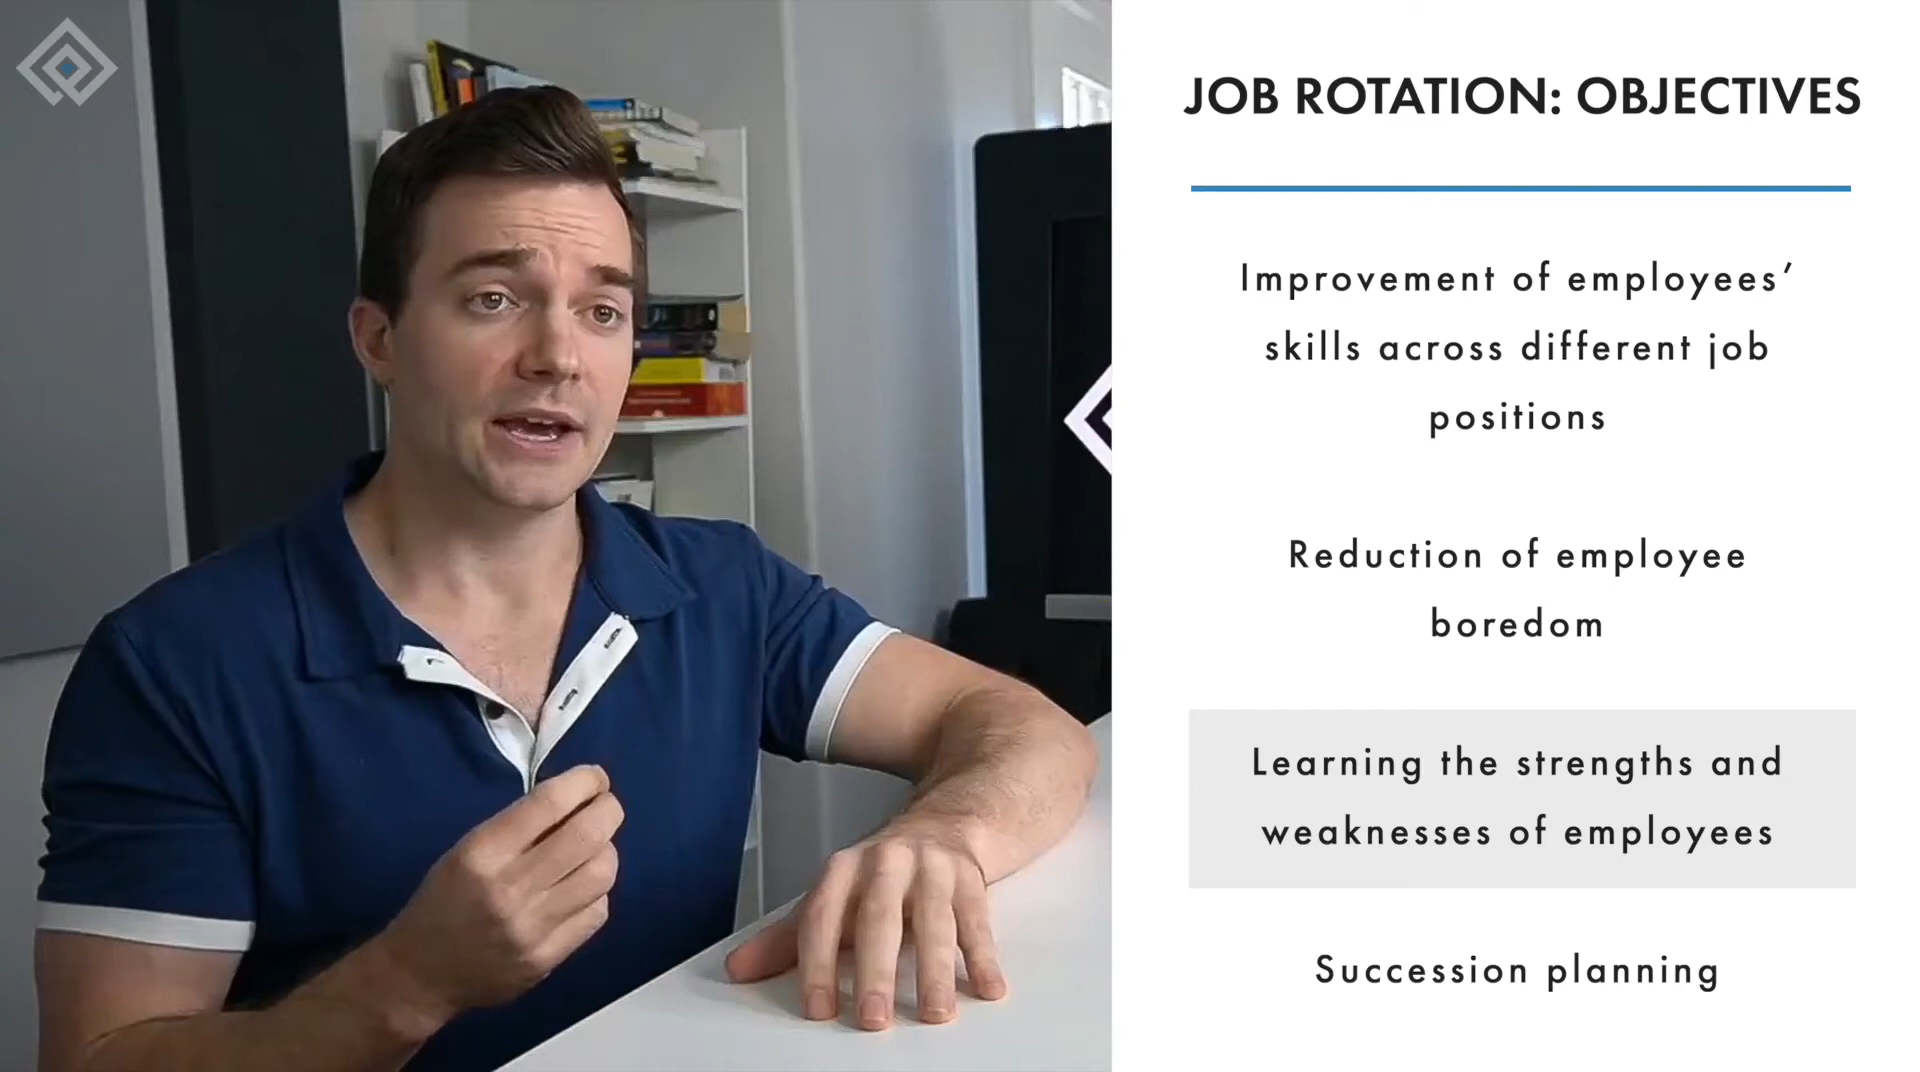 JOB ROTATION: OBJECTIVES
Improvement of employees’
skills across different job
positions
Reduction of employee
boredom
Learning the strengths and
weaknesses of employees
Succession planning